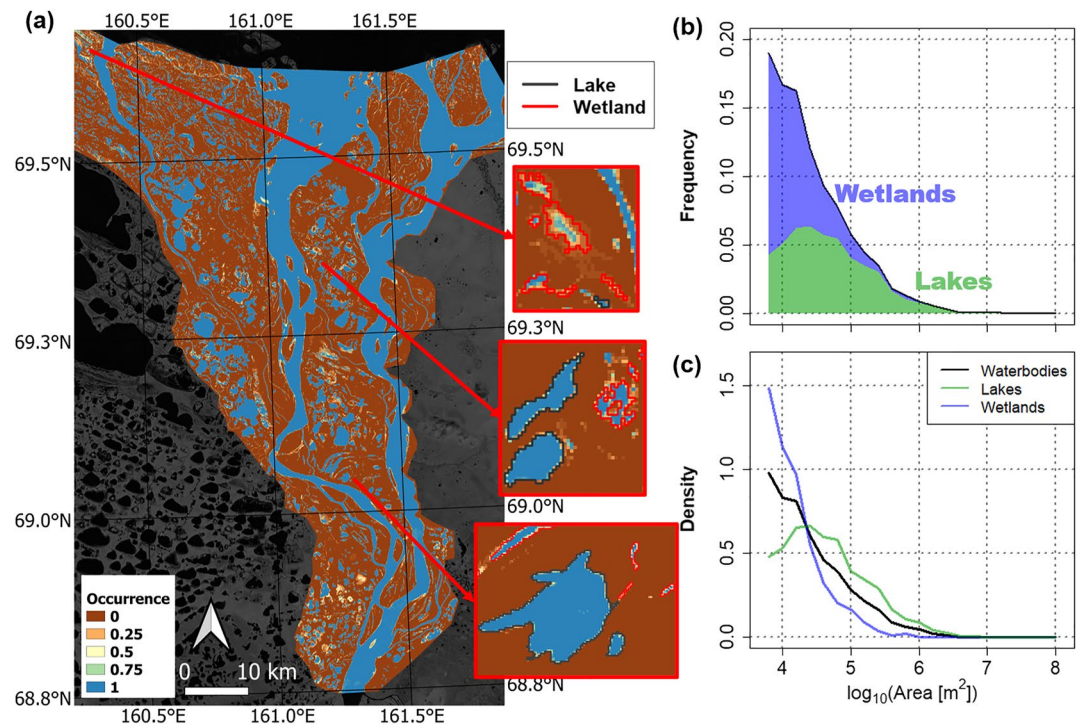 (a)
160.5°E 161.0°E 161.5°E
Lake
Wetland
69.5°N 69.5°N
69.3°N 69.3°N
69.0°N 69.0°N
68.8°N 68.8°N
Occurrence
0
0.25
0.5
0.75
1
0 10 km
160.5°E 161.0°E 161.5°E
(b)
Frequency
0.20
0.15
0.10
0.05
0.00
Wetlands
Lakes
(c)
Density
1.5
1.0
0.5
0.0
Waterbodies
Lakes
Wetlands
4 5 6 7 8
log10(Area [m²])